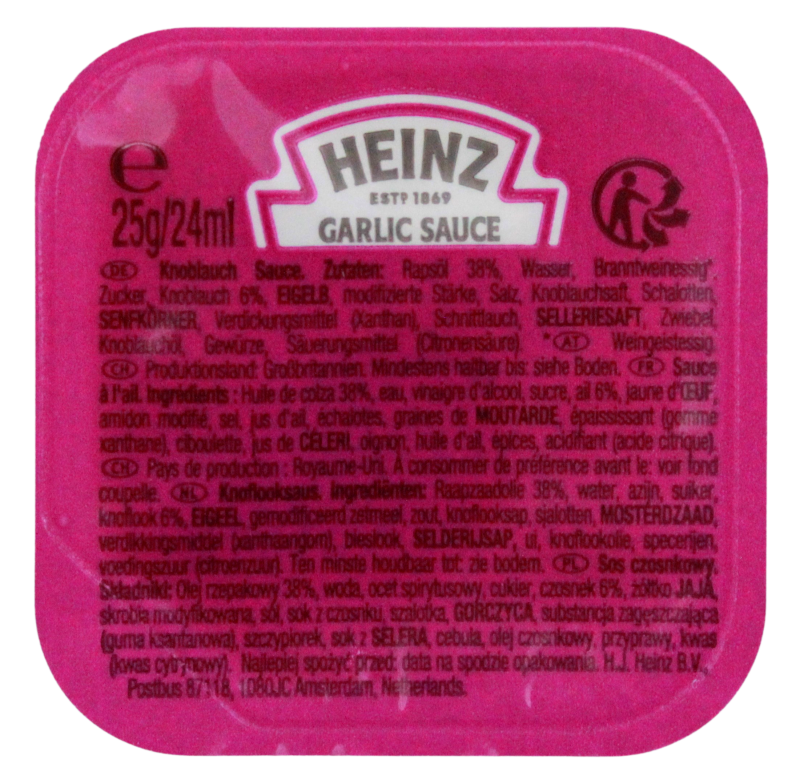 HEINZ
ESTD 1869
GARLIC SAUCE
e
25g/24ml
DE Knoblauch Sauce. Zutaten: Rapsöl 38%, Wasser, Branntweinessig*,
Zucker, Knoblauch 6%, EIGELB, modifizierte Stärke, Salz, Knoblauchsaft, Schalotten,
SENFKÖRNER, Verdickungsmittel (Xanthan), Schnittlauch, SELLERIESAFT, Zwiebel,
Knoblauchöl, Gewürze, Säuerungsmittel (Citronensäure). *AT Weingeistessig.
CH Produktionsland: Großbritannien. Mindestens haltbar bis: siehe Boden. FR Sauce
à l'ail. Ingrédients : Huile de colza 38%, eau, vinaigre d'alcool, sucre, ail 6%, jaune d'ŒUF,
amidon modifié, sel, jus d'ail, échalotes, graines de MOUTARDE, épaississant (gomme
xanthane), ciboulette, jus de CÉLERI, oignon, huile d'ail, épices, acidifiant (acide citrique).
CH Pays de production : Royaume-Uni. À consommer de préférence avant le: voir fond
coupelle. NL Knoflooksaus. Ingrediënten: Raapzaadolie 38%, water, azijn, suiker,
knoflook 6%, EIGEEL, gemodificeerd zetmeel, zout, knoflooksap, sjalotten, MOSTERDZAAD,
verdikkingsmiddel (xanthaangom), bieslook, SELDERIJSAP, ui, knoflookolie, specerijen,
voedingszuur (citroenzuur). Ten minste houdbaar tot: zie bodem. PL Sos czosnkowy.
Składniki: Olej rzepakowy 38%, woda, ocet spirytusowy, cukier, czosnek 6%, żółtko JAJA,
skrobia modyfikowana, sól, sok z czosnku, szalotka, GORCZYCA, substancja zagęszczająca
(guma ksantanowa), szczypiorek, sok z SELERA, cebula, olej czosnkowy, przyprawy, kwas
(kwas cytrynowy). Najlepiej spożyć przed: data na spodzie opakowania. H.J. Heinz B.V.,
Postbus 87118, 1080JC Amsterdam, Netherlands.